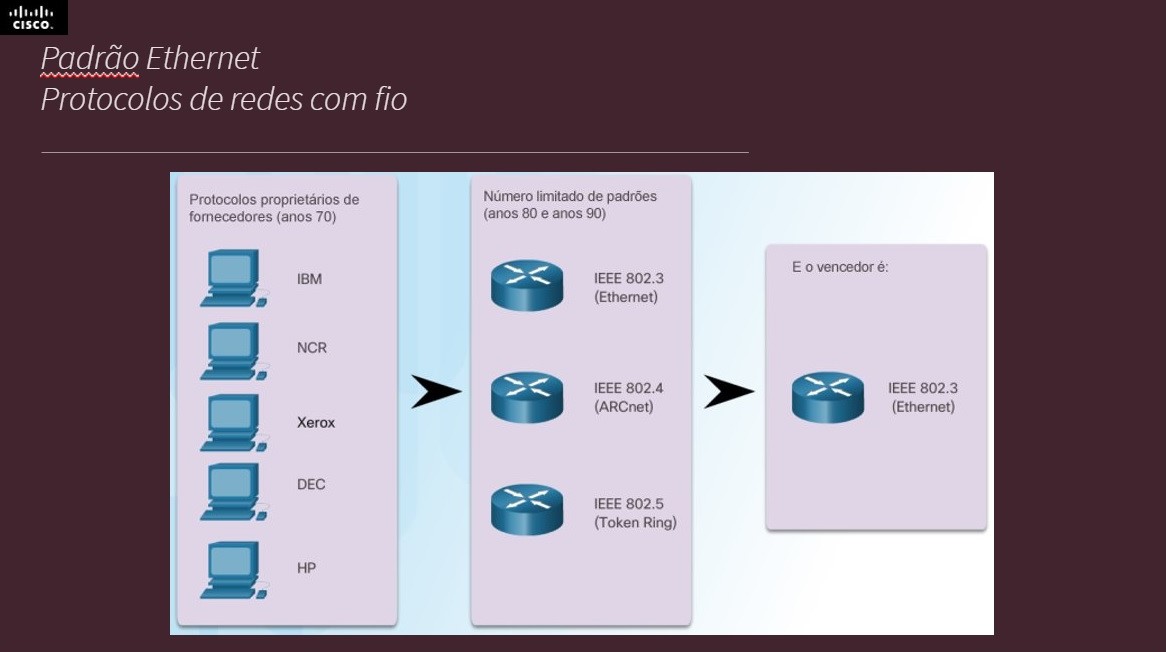 CISCO.
Padrão Ethernet
Protocolos de redes com fio
Protocolos proprietários de
fornecedores (anos 70)
IBM
NCR
Xerox
DEC
HP
Número limitado de padrões
(anos 80 e anos 90)
IEEE 802.3
(Ethernet)
IEEE 802.4
(ARCnet)
IEEE 802.5
(Token Ring)
E o vencedor é:
IEEE 802.3
(Ethernet)